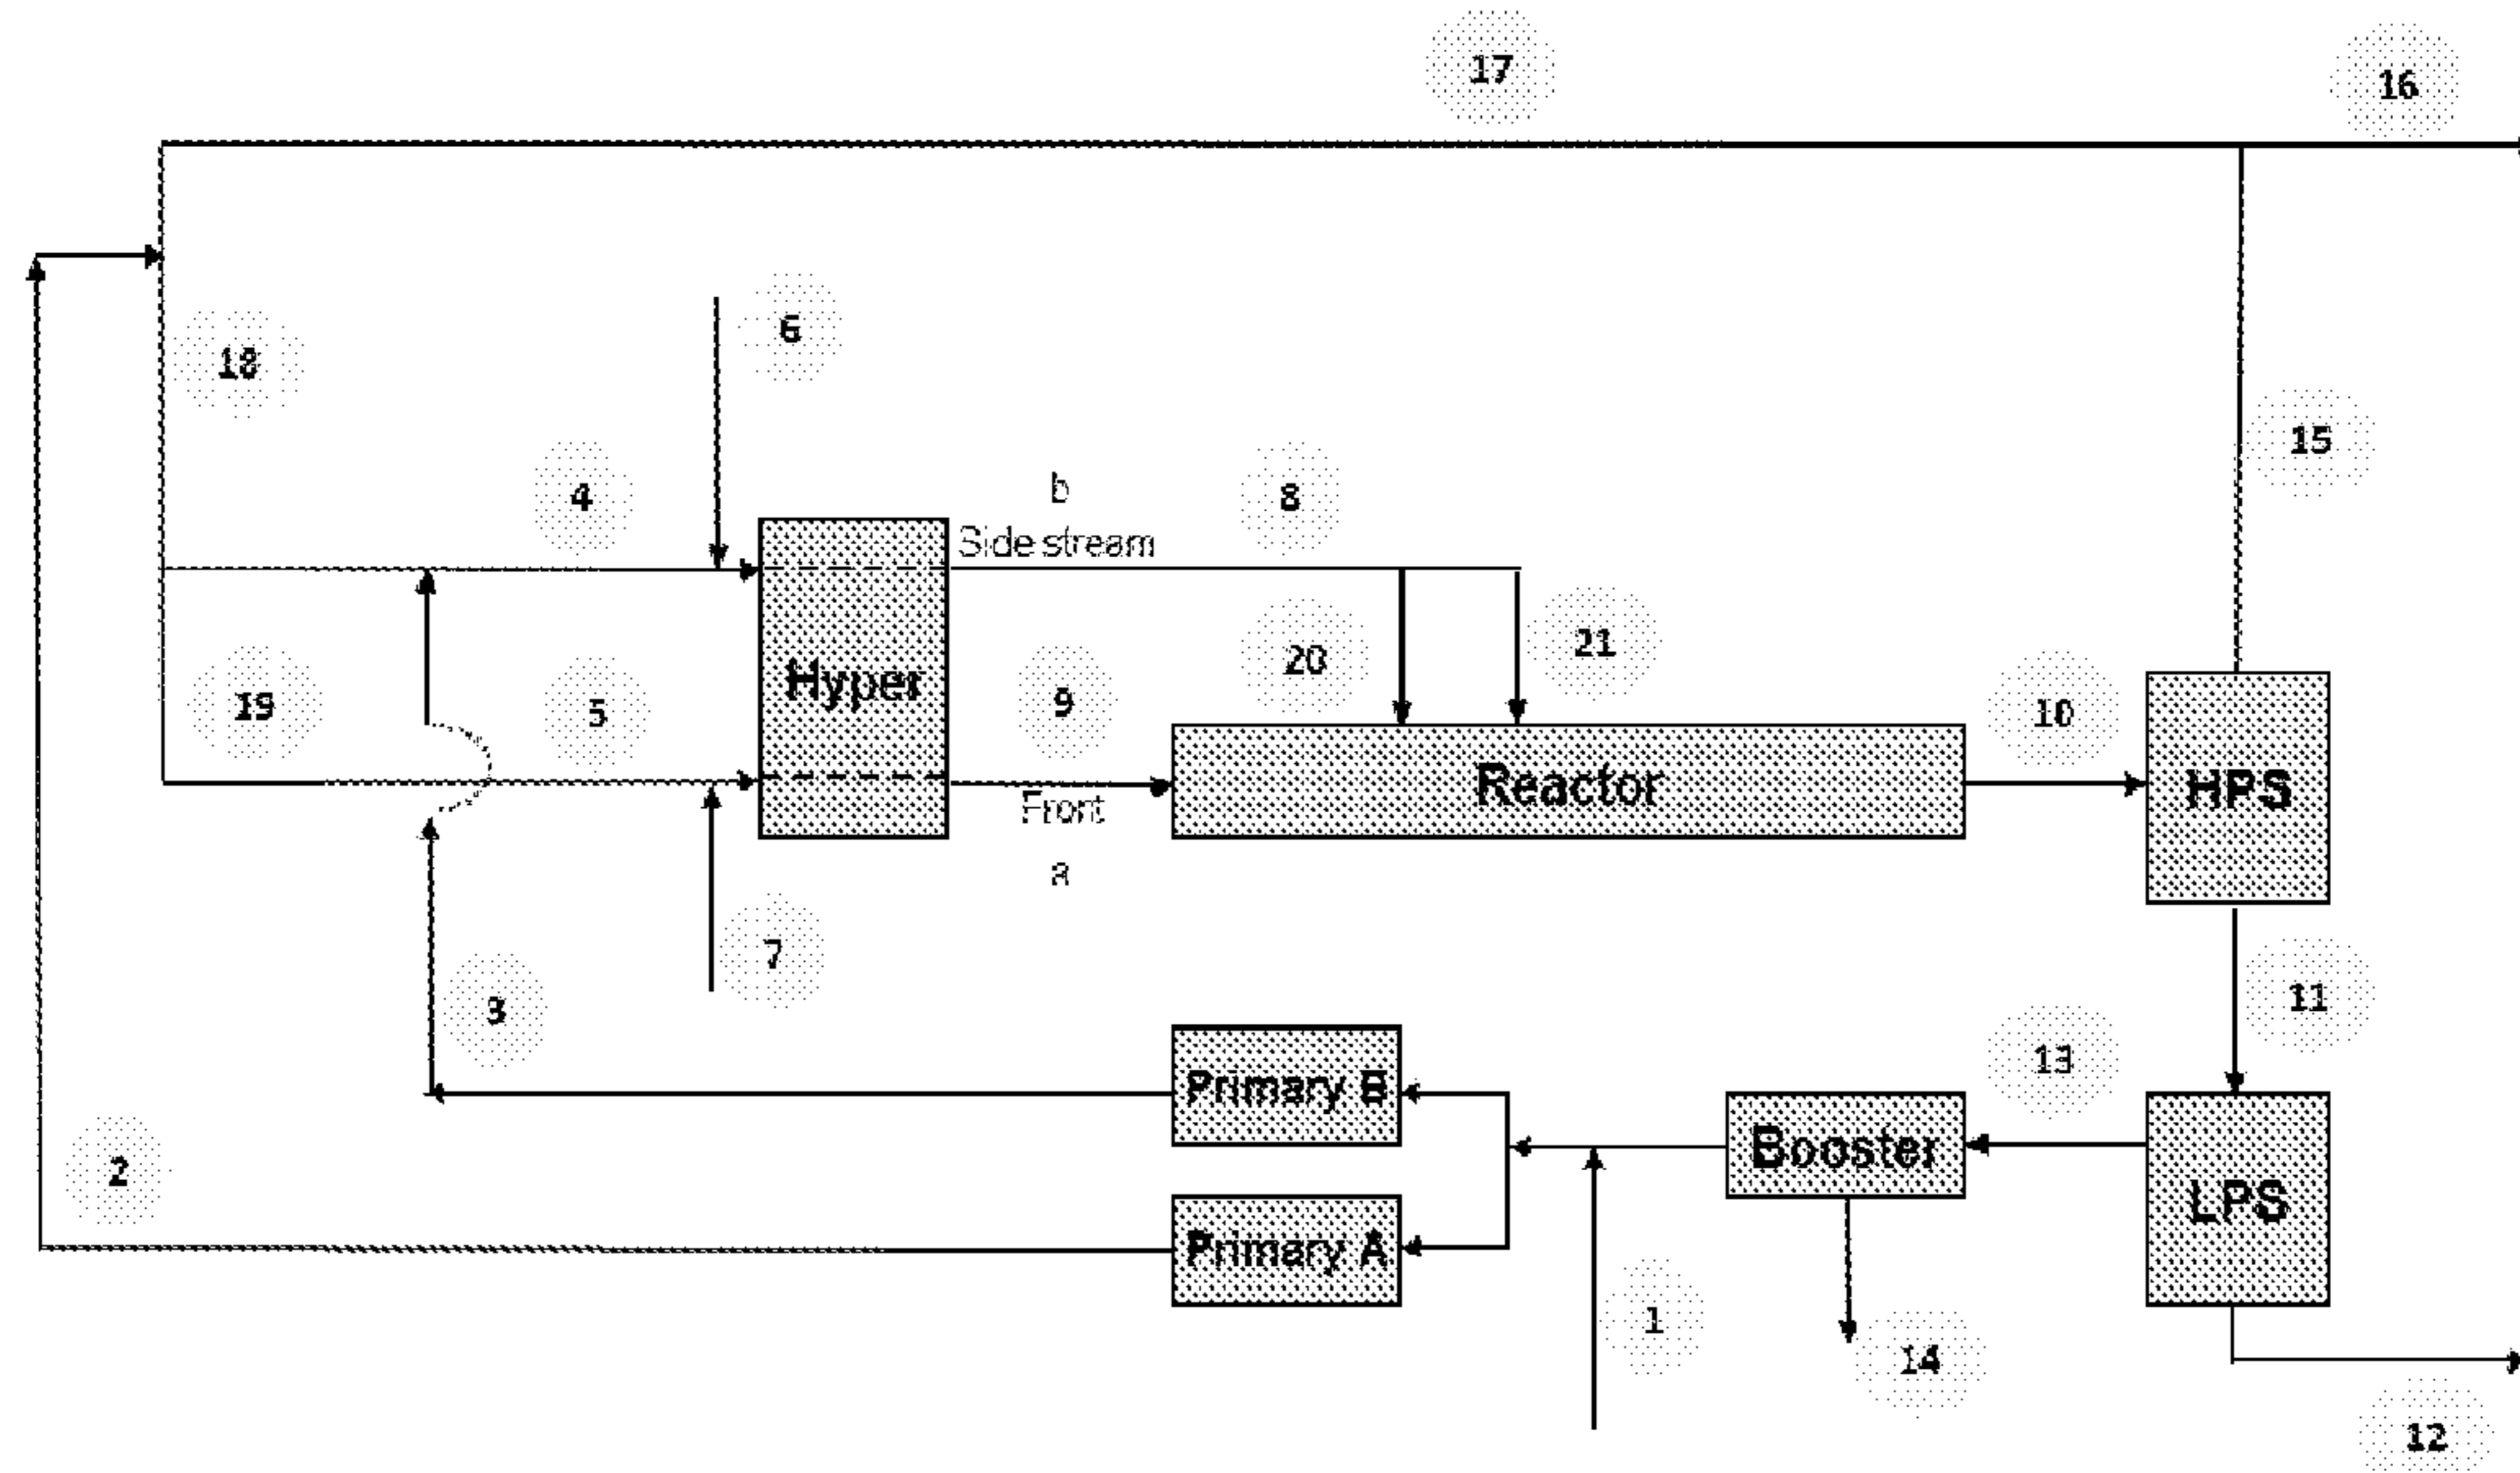 17
16
6
18
15
4
b
8
Side stream
20
21
Hyper
19
5
9
10
Reactor
HPS
Front
a
7
3
11
13
Primary B
Booster
LPS
2
Primary A
1
14
12